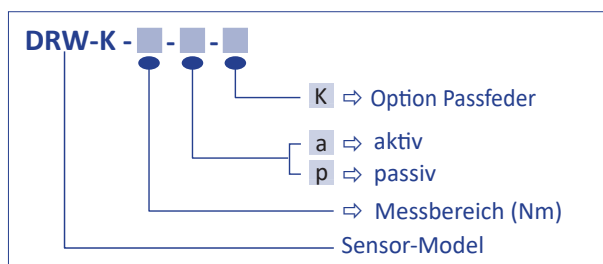 DRW-K - - -
K ⇨ Option Passfeder
a ⇨ aktiv
p ⇨ passiv
⇨ Messbereich (Nm)
Sensor-Model